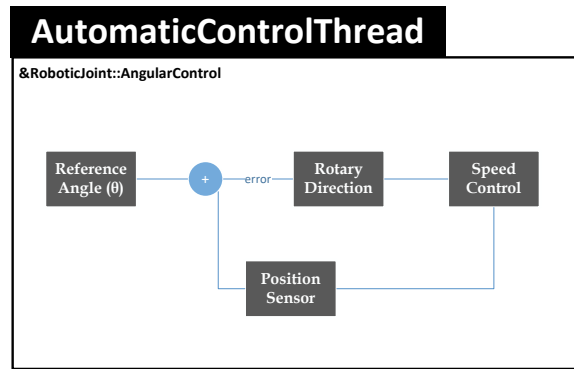 AutomaticControlThread
&RoboticJoint::AngularControl
Reference
Angle (θ)
+
error
Rotary
Direction
Speed
Control
Position
Sensor